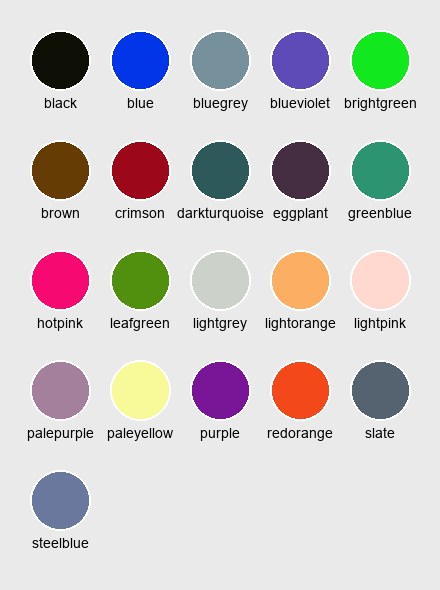 black blue bluegrey blueviolet brightgreen
brown crimson darkturquoise eggplant greenblue
hotpink leafgreen lightgrey lightorange lightpink
palepurple paleyellow purple redorange slate
steelblue